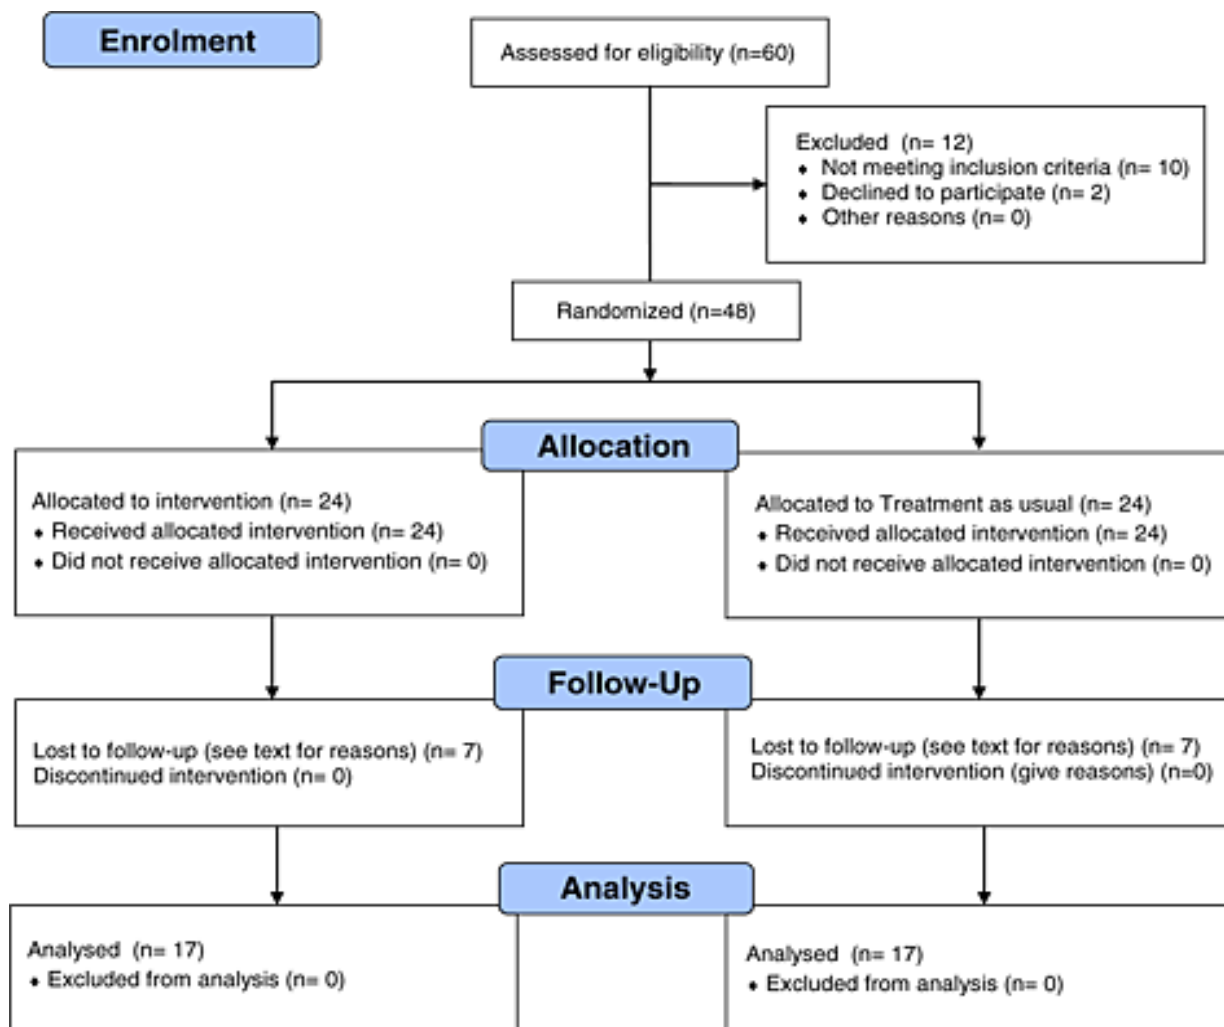 Enrolment
Assessed for eligibility (n=60)
Excluded (n= 12)
• Not meeting inclusion criteria (n= 10)
• Declined to participate (n= 2)
• Other reasons (n= 0)
Randomized (n=48)
Allocation
Allocated to intervention (n= 24)
• Received allocated intervention (n= 24)
• Did not receive allocated intervention (n= 0)
Allocated to Treatment as usual (n= 24)
• Received allocated intervention (n= 24)
• Did not receive allocated intervention (n= 0)
Follow-Up
Lost to follow-up (see text for reasons) (n= 7)
Discontinued intervention (n= 0)
Lost to follow-up (see text for reasons) (n= 7)
Discontinued intervention (give reasons) (n=0)
Analysis
Analysed (n= 17)
• Excluded from analysis (n= 0)
Analysed (n= 17)
• Excluded from analysis (n= 0)